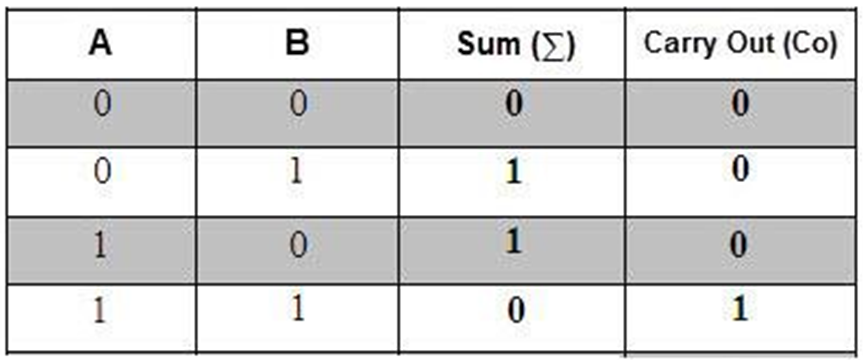 A B Sum (∑) Carry Out (Co)
0 0 0 0
0 1 1 0
1 0 1 0
1 1 0 1